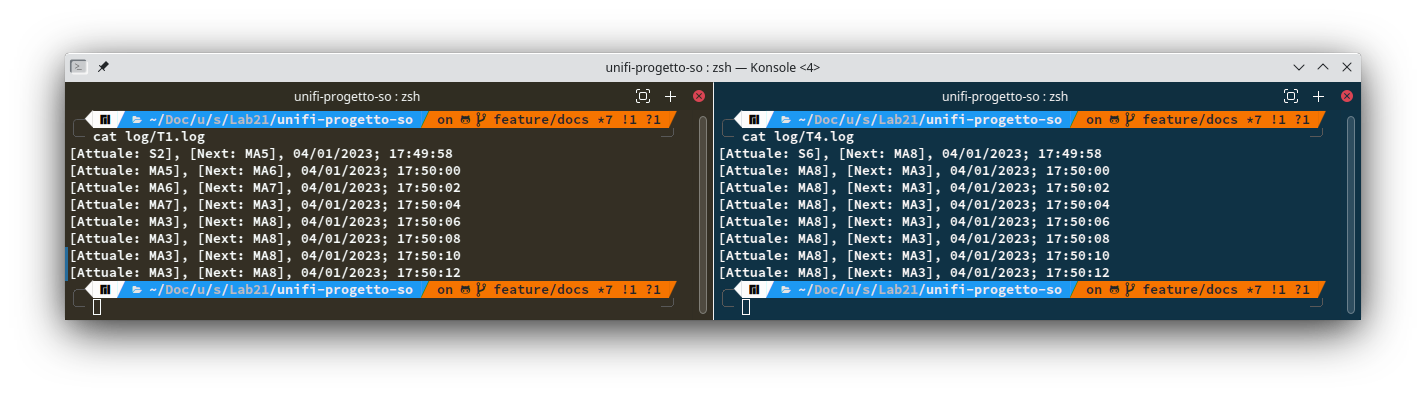 unifi-progetto-so : zsh — Konsole <4>
unifi-progetto-so : zsh
~/Doc/u/s/Lab21/unifi-progetto-so on feature/docs *7 !1 ?1
cat log/T1.log
[Attuale: S2], [Next: MA5], 04/01/2023; 17:49:58
[Attuale: MA5], [Next: MA6], 04/01/2023; 17:50:00
[Attuale: MA6], [Next: MA7], 04/01/2023; 17:50:02
[Attuale: MA7], [Next: MA3], 04/01/2023; 17:50:04
[Attuale: MA3], [Next: MA8], 04/01/2023; 17:50:06
[Attuale: MA3], [Next: MA8], 04/01/2023; 17:50:08
[Attuale: MA3], [Next: MA8], 04/01/2023; 17:50:10
[Attuale: MA3], [Next: MA8], 04/01/2023; 17:50:12
~/Doc/u/s/Lab21/unifi-progetto-so on feature/docs *7 !1 ?1
unifi-progetto-so : zsh
~/Doc/u/s/Lab21/unifi-progetto-so on feature/docs *7 !1 ?1
cat log/T4.log
[Attuale: S6], [Next: MA8], 04/01/2023; 17:49:58
[Attuale: MA8], [Next: MA3], 04/01/2023; 17:50:00
[Attuale: MA8], [Next: MA3], 04/01/2023; 17:50:02
[Attuale: MA8], [Next: MA3], 04/01/2023; 17:50:04
[Attuale: MA8], [Next: MA3], 04/01/2023; 17:50:06
[Attuale: MA8], [Next: MA3], 04/01/2023; 17:50:08
[Attuale: MA8], [Next: MA3], 04/01/2023; 17:50:10
[Attuale: MA8], [Next: MA3], 04/01/2023; 17:50:12
~/Doc/u/s/Lab21/unifi-progetto-so on feature/docs *7 !1 ?1